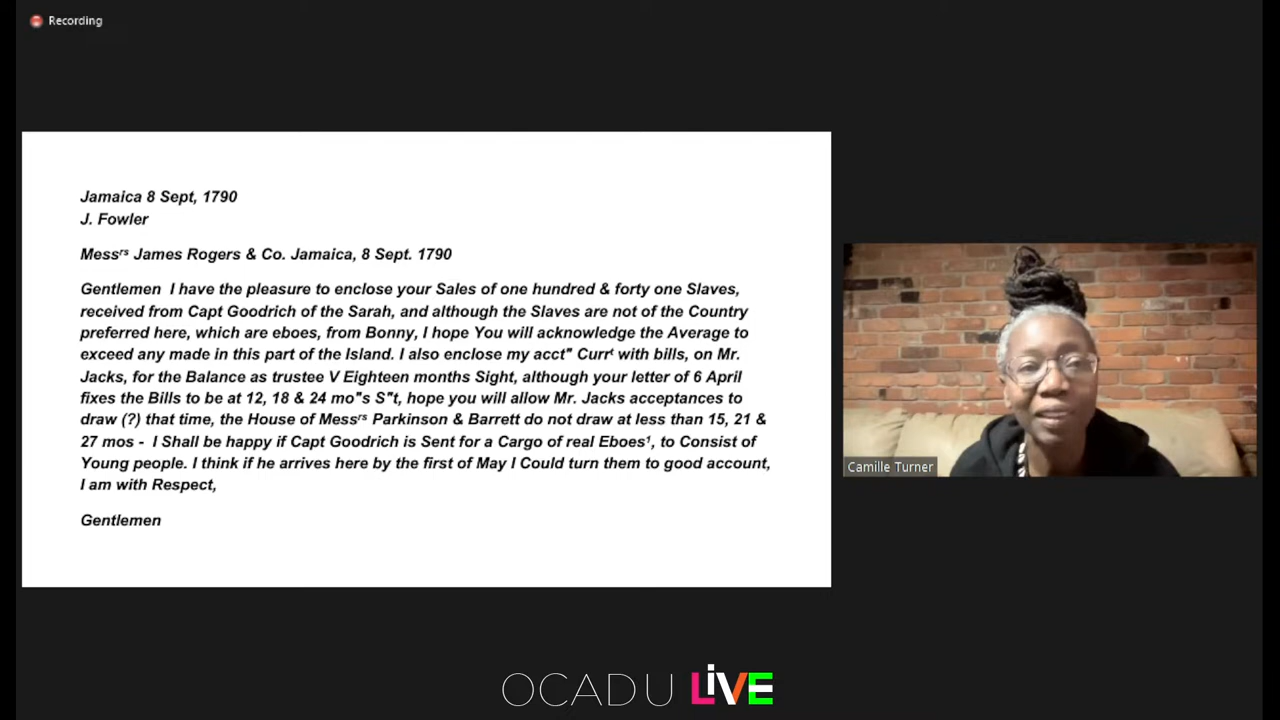 Recording
Jamaica 8 Sept, 1790
J. Fowler
Messʳˢ James Rogers & Co. Jamaica, 8 Sept. 1790
Gentlemen I have the pleasure to enclose your Sales of one hundred & forty one Slaves,
received from Capt Goodrich of the Sarah, and although the Slaves are not of the Country
preferred here, which are eboes, from Bonny, I hope You will acknowledge the Average to
exceed any made in this part of the Island. I also enclose my acct" Currᵗ with bills, on Mr.
Jacks, for the Balance as trustee V Eighteen months Sight, although your letter of 6 April
fixes the Bills to be at 12, 18 & 24 mo"s S"t, hope you will allow Mr. Jacks acceptances to
draw (?) that time, the House of Messʳˢ Parkinson & Barrett do not draw at less than 15, 21 &
27 mos - I Shall be happy if Capt Goodrich is Sent for a Cargo of real Eboes¹, to Consist of
Young people. I think if he arrives here by the first of May I Could turn them to good account,
I am with Respect,
Gentlemen
Camille Turner
OCADU LiVE